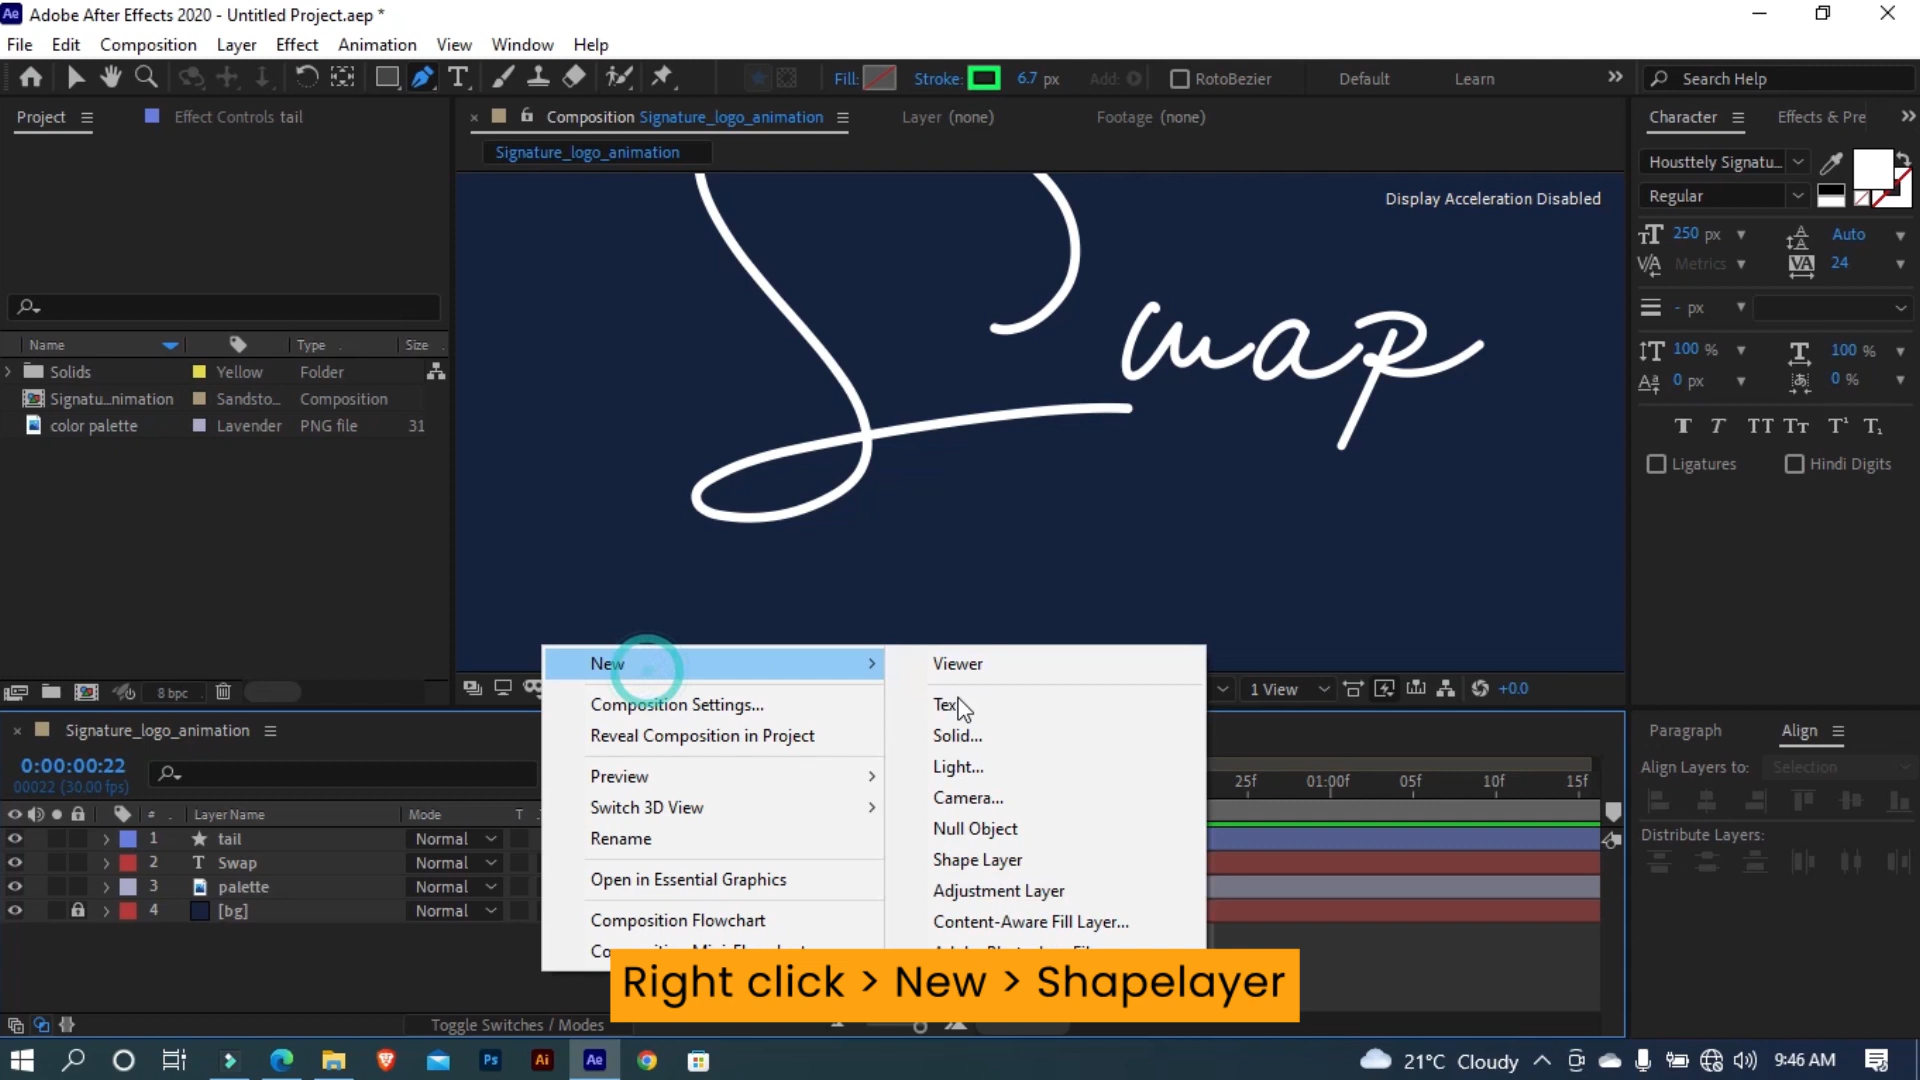 Adobe After Effects 2020 - Untitled Project.aep *
File Edit Composition Layer Effect Animation View Window Help
Fill: Stroke: 6.7 px Add: RotoBezier Default Learn Search Help
Project Effect Controls tail Composition Signature_logo_animation Layer (none) Footage (none) Character Effects & Pre
Signature_logo_animation
Housttely Signatu...
Regular
Display Acceleration Disabled
250 px Auto
Metrics 24
- px
100 % 100 %
0 px 0 %
Ligatures Hindi Digits
Swap
Name Type Size
Solids Yellow Folder
Signatu...nimation Sandsto... Composition
color palette Lavender PNG file 31
8 bpc
1 View +0.0
New
Composition Settings...
Reveal Composition in Project
Preview
Switch 3D View
Rename
Open in Essential Graphics
Composition Flowchart
Viewer
Solid...
Light...
Camera...
Null Object
Shape Layer
Adjustment Layer
Content-Aware Fill Layer...
Signature_logo_animation
0:00:00:22
00022 (30.00 fps)
# Layer Name Mode T
1 tail Normal
2 T Swap Normal
3 palette Normal
4 [bg] Normal
25f 01:00f 05f 10f 15f
Paragraph Align
Align Layers to: Selection
Distribute Layers:
Right click > New > Shapelayer
Toggle Switches / Modes
Ps Ai Ae
21°C Cloudy 9:46 AM